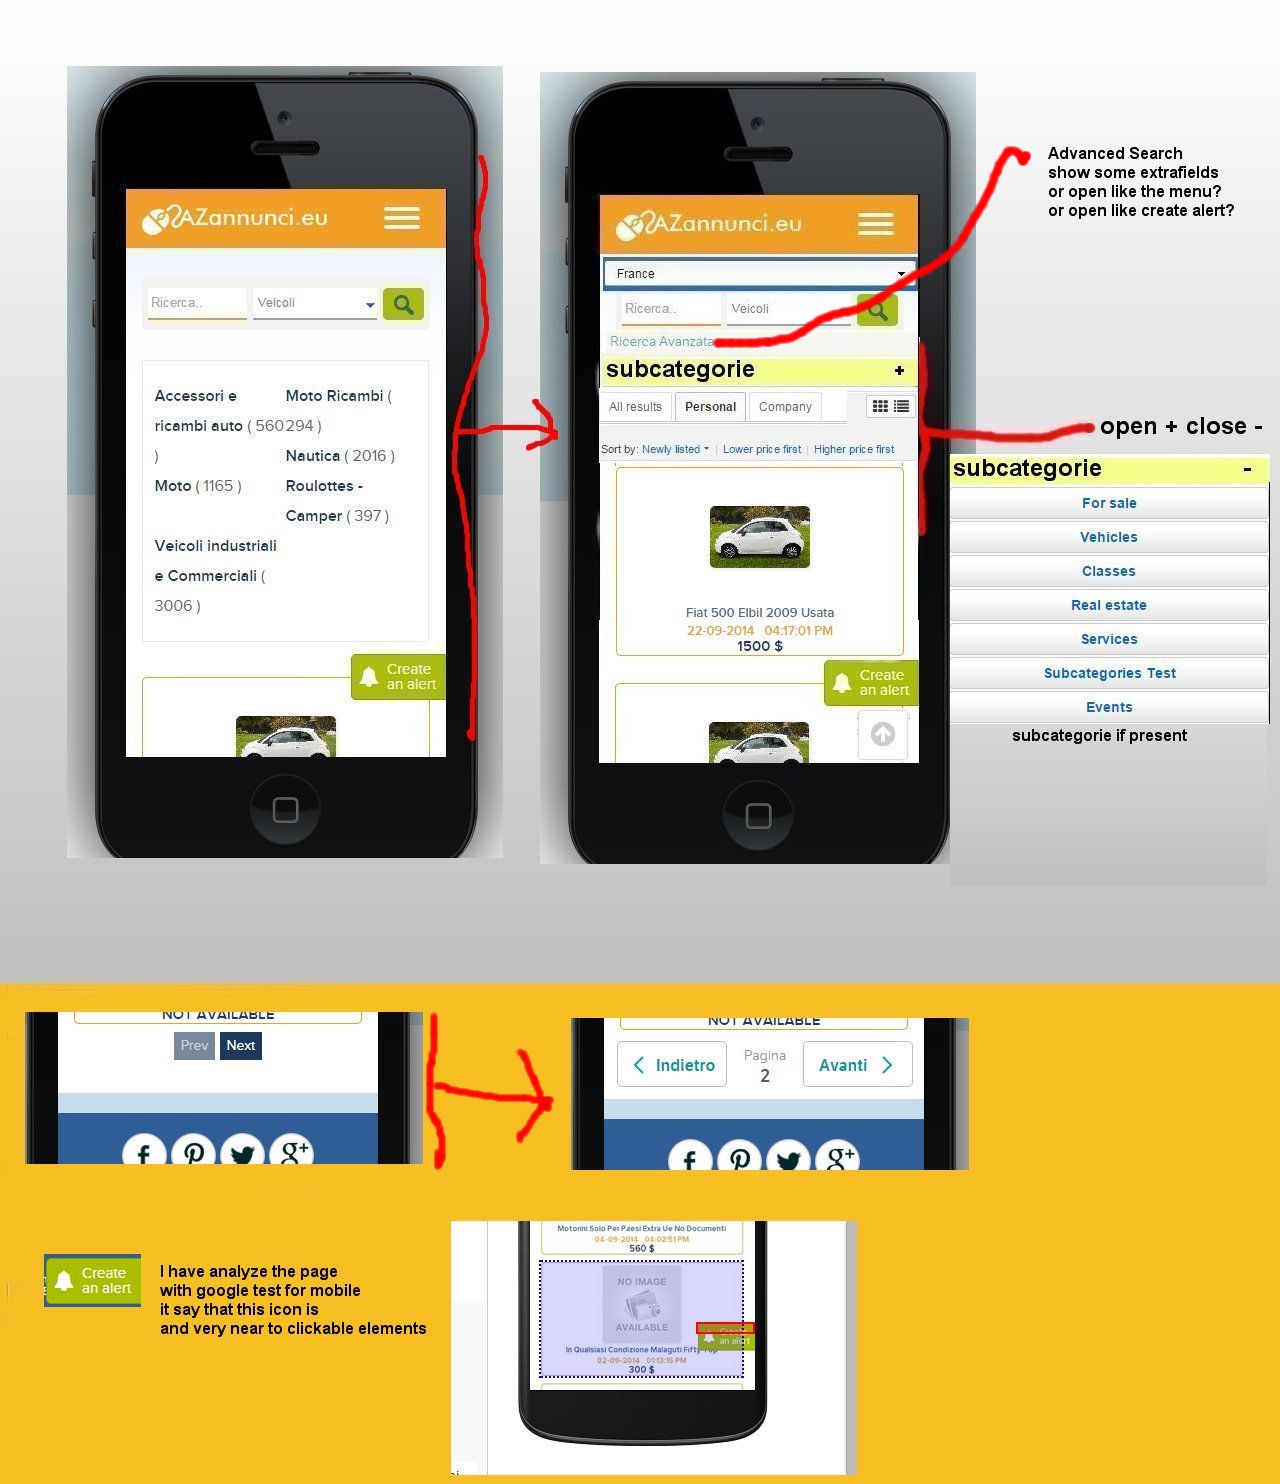 AZannunci.eu
Ricerca..
Veicoli
Accessori e
ricambi auto ( 560
)
Moto ( 1165 )
Moto Ricambi (
294 )
Nautica ( 2016 )
Roulottes -
Camper ( 397 )
Veicoli industriali
e Commerciali (
3006 )
Create
an alert
AZannunci.eu
France
Ricerca..
Veicoli
Ricerca Avanzata
subcategorie +
All results
Personal
Company
Sort by: Newly listed | Lower price first | Higher price first
Fiat 500 Elbil 2009 Usata
22-09-2014 04:17:01 PM
1500 $
Create
an alert
Advanced Search
show some extrafields
or open like the menu?
or open like create alert?
open + close -
subcategorie -
For sale
Vehicles
Classes
Real estate
Services
Subcategories Test
Events
subcategorie if present
NOT AVAILABLE
Prev
Next
f
g+
NOT AVAILABLE
Indietro
Pagina
2
Avanti
f
g+
Create
an alert
I have analyze the page
with google test for mobile
it say that this icon is
and very near to clickable elements
Motorini Solo Per Paesi Extra Ue No Documenti
04-09-2014 04:02:51 PM
560 $
NO IMAGE
AVAILABLE
Create
an alert
In Qualsiasi Condizione Malaguti Fifty Top
02-09-2014 01:13:15 PM
300 $